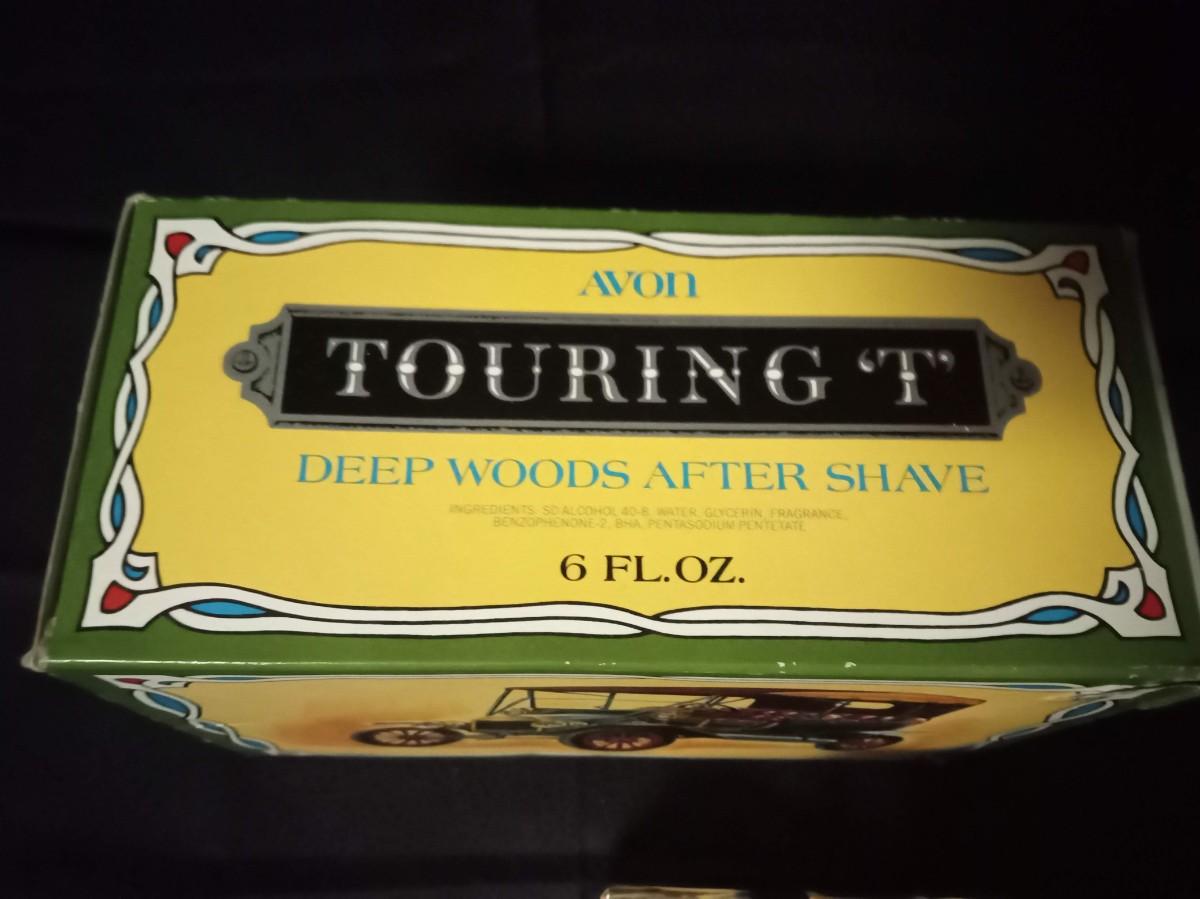 AVON
TOURING ‘T’
DEEP WOODS AFTER SHAVE
INGREDIENTS: SD ALCOHOL 40-B, WATER, GLYCERIN, FRAGRANCE,
BENZOPHENONE-2, BHA, PENTASODIUM PENTETATE
6 FL.OZ.